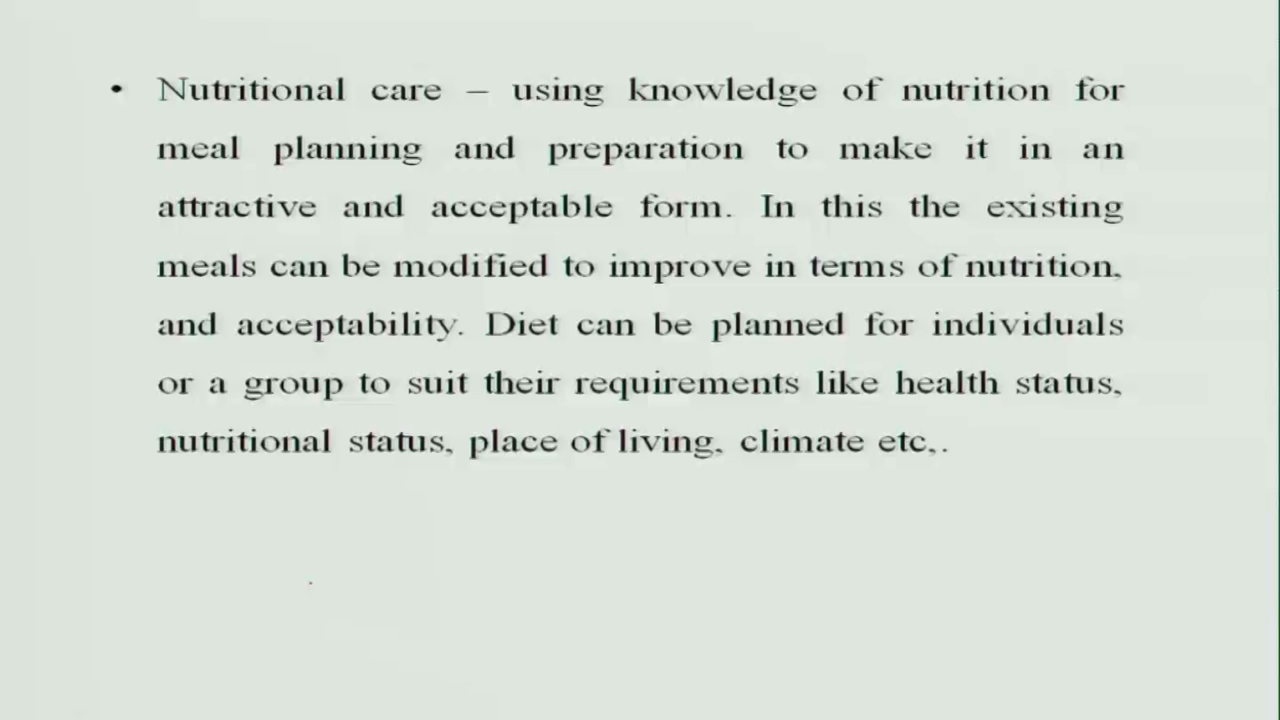 • Nutritional care – using knowledge of nutrition for
meal planning and preparation to make it in an
attractive and acceptable form. In this the existing
meals can be modified to improve in terms of nutrition,
and acceptability. Diet can be planned for individuals
or a group to suit their requirements like health status,
nutritional status, place of living, climate etc,.